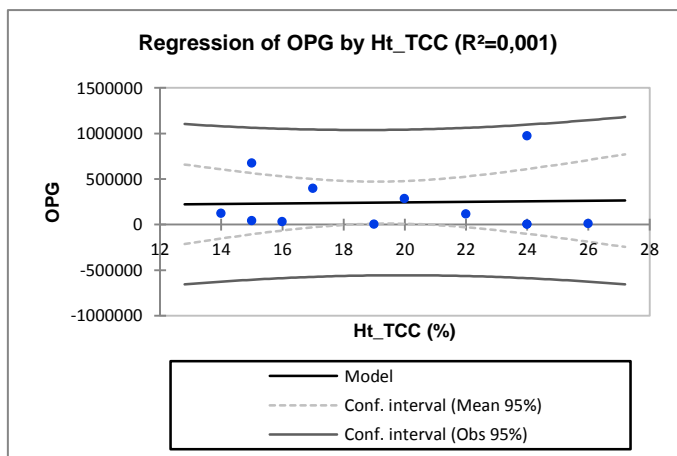 Regression of OPG by Ht_TCC (R²=0,001)
1500000
1000000
500000
0
-500000
-1000000
OPG
12 14 16 18 20 22 24 26 28
Ht_TCC (%)
Model
Conf. interval (Mean 95%)
Conf. interval (Obs 95%)